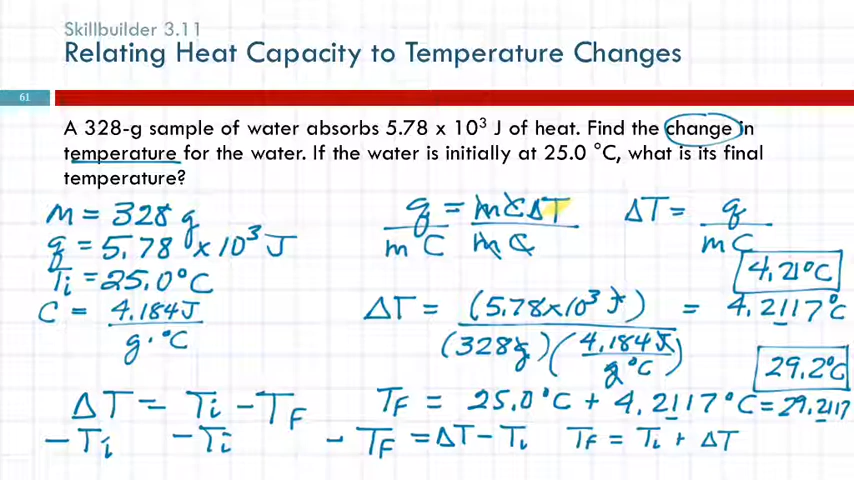 Skillbuilder 3.11
Relating Heat Capacity to Temperature Changes
61
A 328-g sample of water absorbs 5.78 x 10³ J of heat. Find the change in
temperature for the water. If the water is initially at 25.0 °C, what is its final
temperature?
m = 328 g
q = 5.78 x 10³ J
Ti = 25.0°C
C = 4.184J / g · °C
q / mC = mCΔT / mC
ΔT = q / mC
4.21°C
ΔT = (5.78x10³ J) / (328g)(4.184J / g °C) = 4.2117°C
29.2°C
ΔT = Ti - TF
TF = 25.0°C + 4.2117°C = 29.2117
- Ti - Ti
- TF = ΔT - Ti
TF = Ti + ΔT